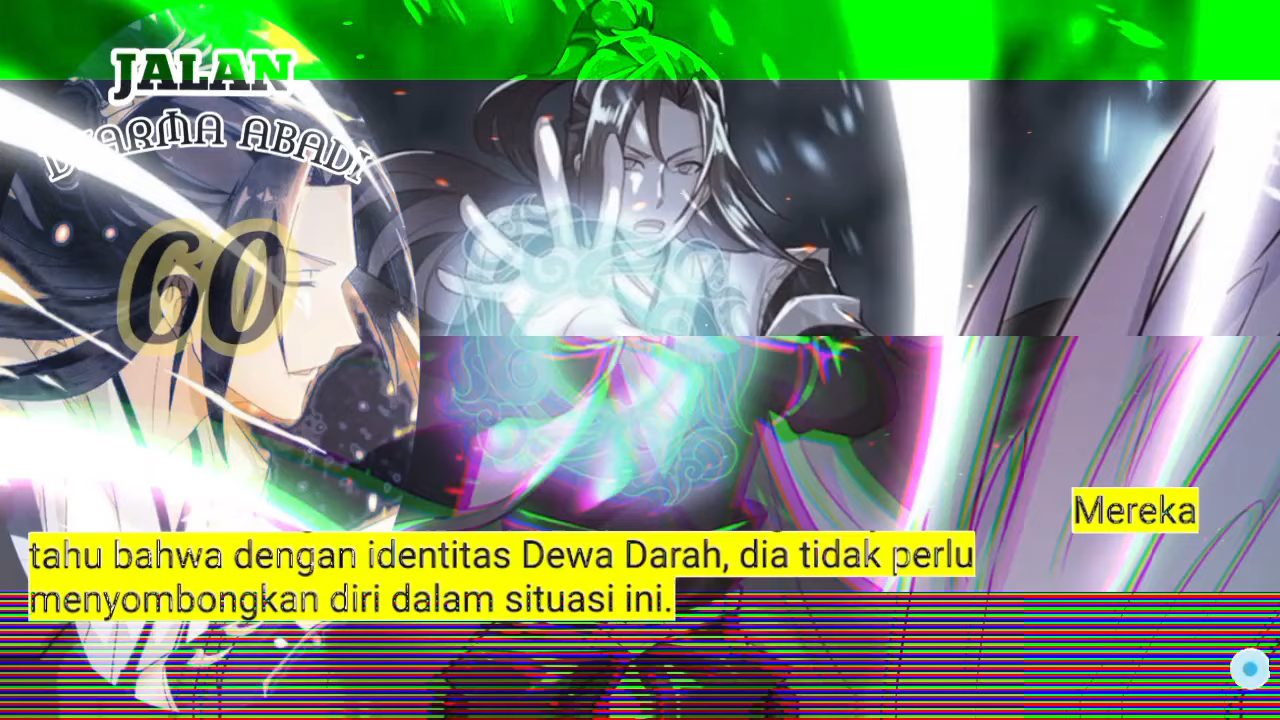 JALAN
DHARMA ABADI
60
Mereka
tahu bahwa dengan identitas Dewa Darah, dia tidak perlu
menyombongkan diri dalam situasi ini.